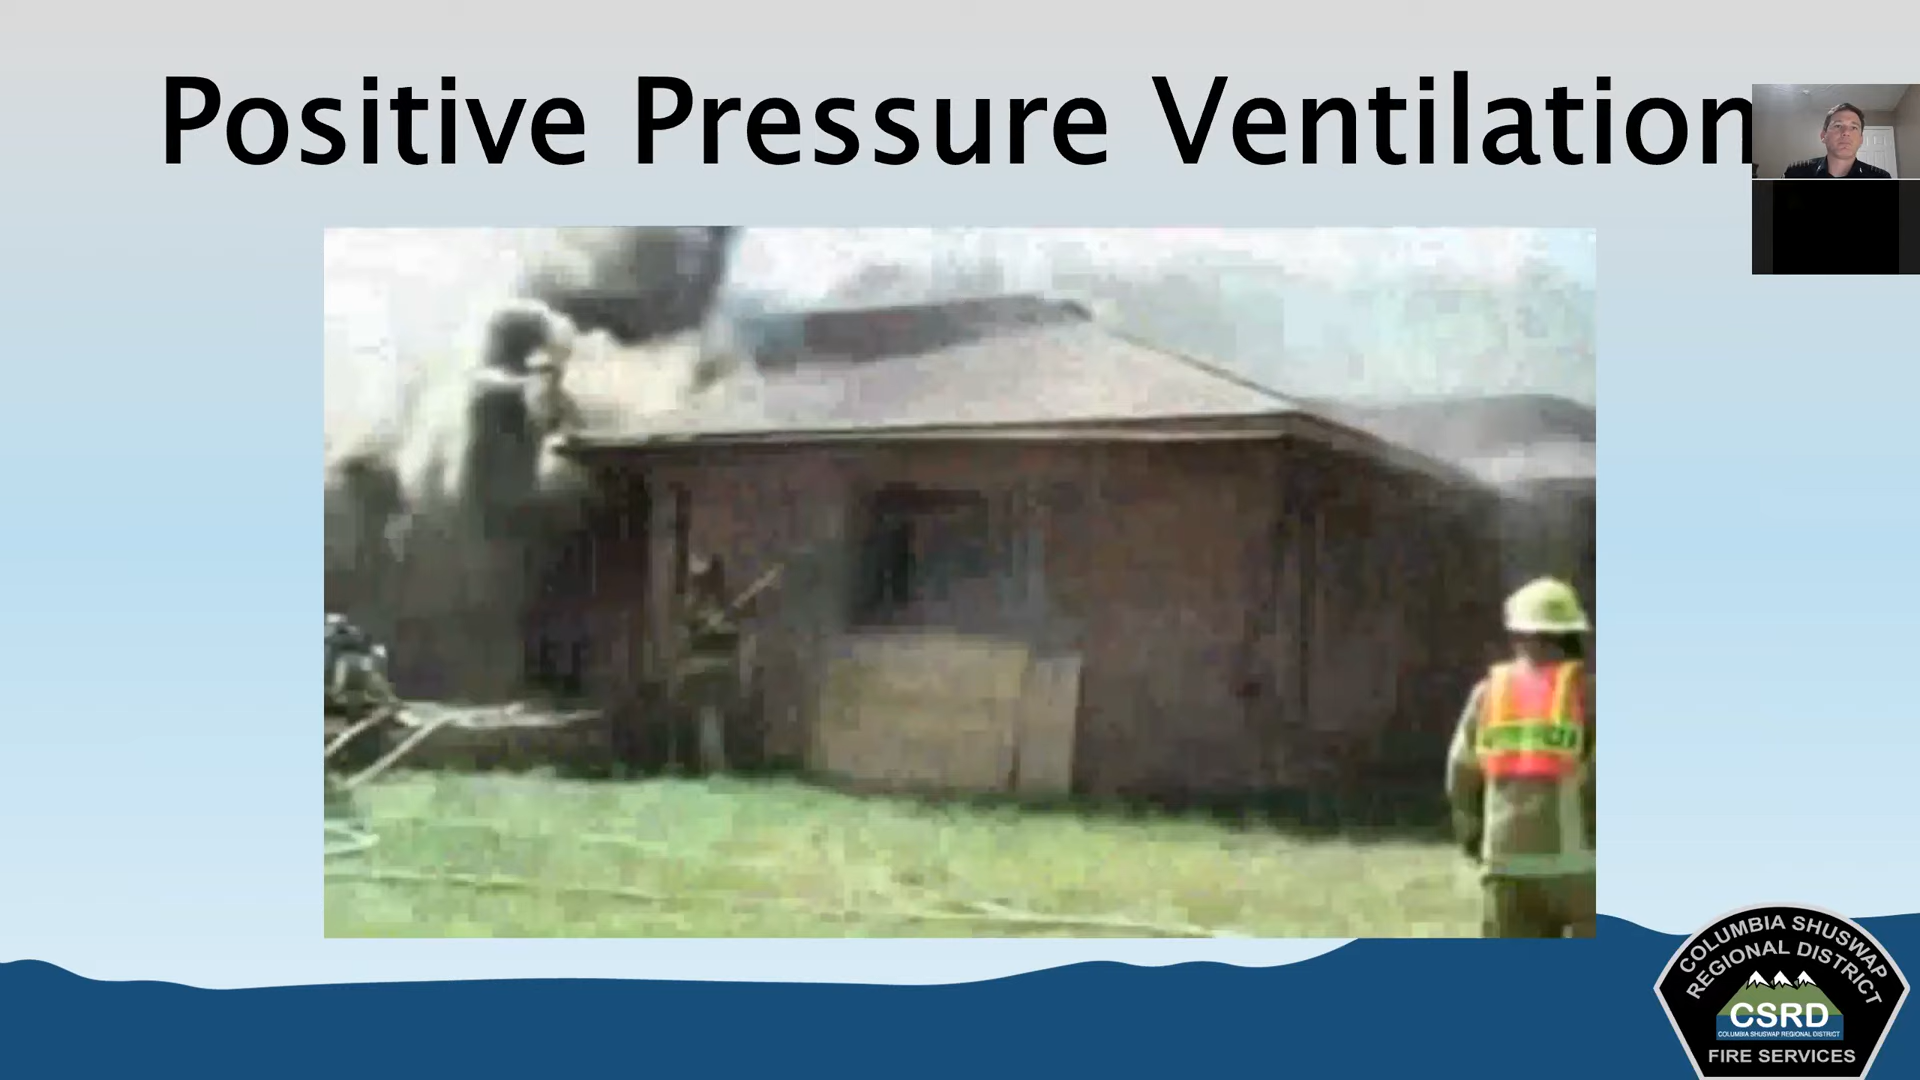 Positive Pressure Ventilation
COLUMBIA SHUSWAP
REGIONAL DISTRICT
CSRD
COLUMBIA SHUSWAP REGIONAL DISTRICT
FIRE SERVICES